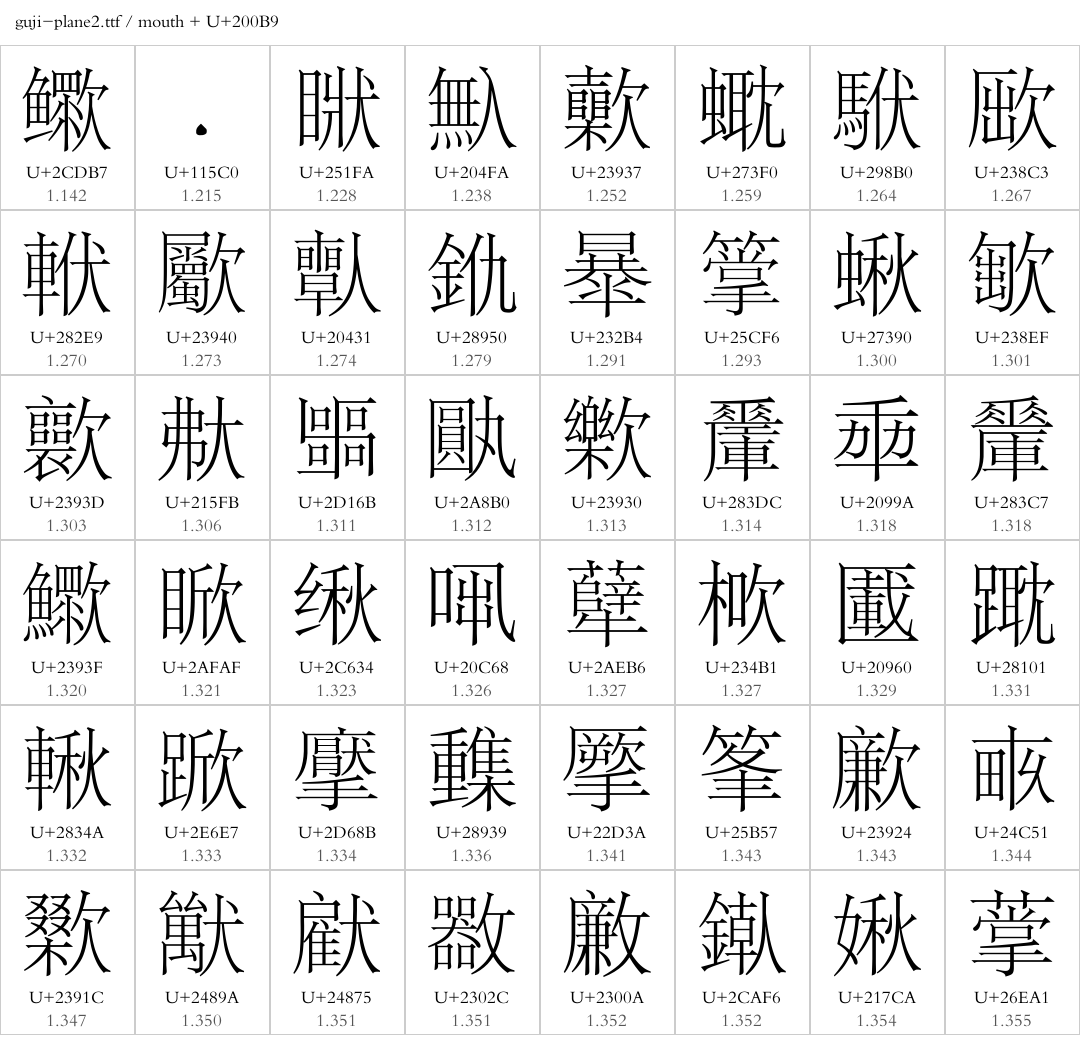 guji-plane2.ttf / mouth + U+200B9
𬶷 𑗀 𥇺 𠓺 𣤷 𧏰 𩢰 𣣃
U+2CDB7 U+115C0 U+251FA U+204FA U+23937 U+273F0 U+298B0 U+238C3
1.142 1.215 1.228 1.238 1.252 1.259 1.264 1.267
𨋩 𣥀 𠐱 𨥐 𣊴 𥳶 𧎐 𣣯
U+282E9 U+23940 U+20431 U+28950 U+232B4 U+25CF6 U+27390 U+238EF
1.270 1.273 1.274 1.279 1.291 1.293 1.300 1.301
𣤽 𡗻 𭅫 𪢰 𣤰 𨏜 𠦚 𨏇
U+2393D U+215FB U+2D16B U+2A8B0 U+23930 U+283DC U+2099A U+283C7
1.303 1.306 1.311 1.312 1.313 1.314 1.318 1.318
𣤿 𪾯 𬘴 𠱨 𪺶 𣒱 𠥠 𨄁
U+2393F U+2AFAF U+2C634 U+20C68 U+2AEB6 U+234B1 U+20960 U+28101
1.320 1.321 1.323 1.326 1.327 1.327 1.329 1.331
𨍊 𮛧 𭚋 𨤹 𢴺 𥭗 𣤤 𤱑
U+2834A U+2E6E7 U+2D68B U+28939 U+22D3A U+25B57 U+23924 U+24C51
1.332 1.333 1.334 1.336 1.341 1.343 1.343 1.344
𣤜 𤢚 𤡵 𣀬 𣀊 𬫶 𡟊 𦺡
U+2391C U+2489A U+24875 U+2302C U+2300A U+2CAF6 U+217CA U+26EA1
1.347 1.350 1.351 1.351 1.352 1.352 1.354 1.355